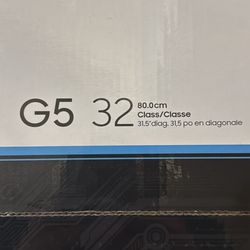 G5 32 80.0cm
Class/Classe
31.5"diag, 31,5 po en diagonale